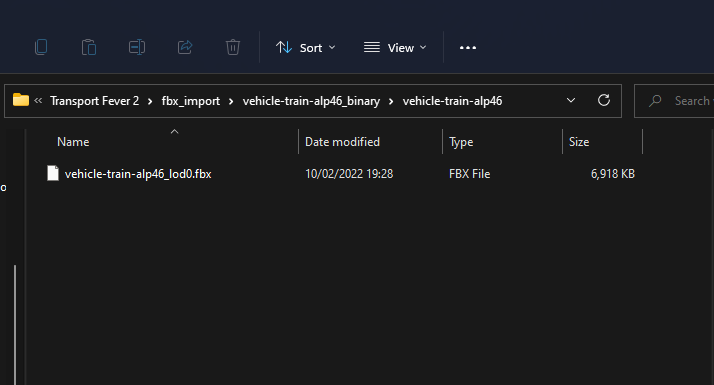 Sort View
Transport Fever 2 › fbx_import › vehicle-train-alp46_binary › vehicle-train-alp46 Search
Name Date modified Type Size
vehicle-train-alp46_lod0.fbx 10/02/2022 19:28 FBX File 6,918 KB